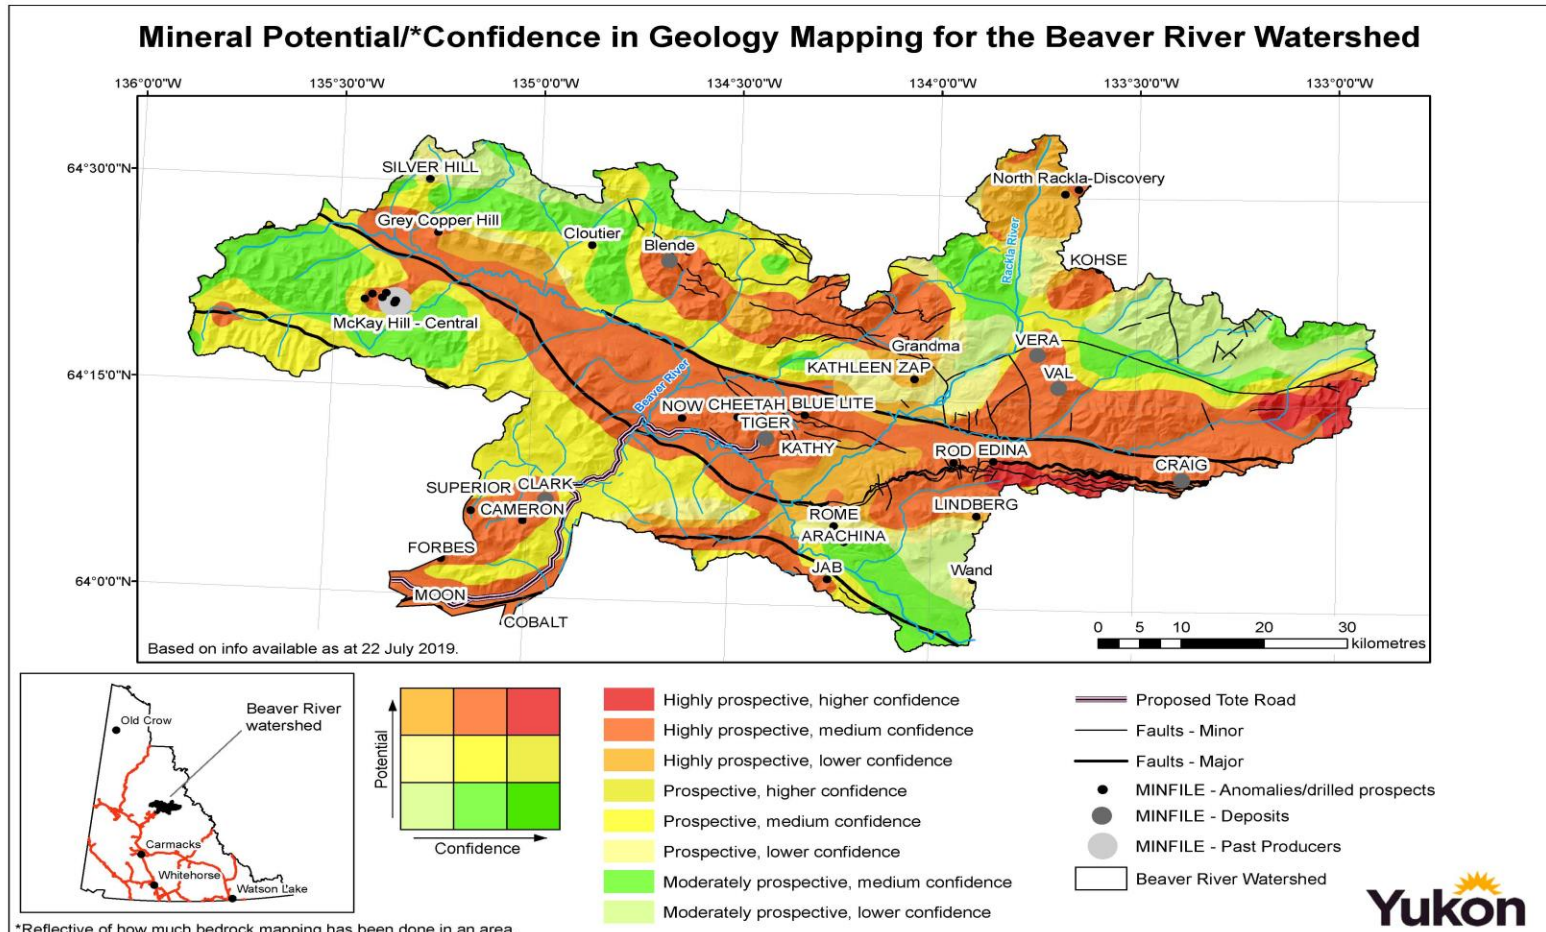 Mineral Potential/*Confidence in Geology Mapping for the Beaver River Watershed
136°0'0"W
135°30'0"W
135°0'0"W
134°30'0"W
134°0'0"W
133°30'0"W
133°0'0"W
64°30'0"N
64°15'0"N
64°0'0"N
SILVER HILL
North Rackla-Discovery
Grey Copper Hill
Cloutier
Blende
Rackla River
KOHSE
McKay Hill - Central
Grandma
VERA
KATHLEEN ZAP
VAL
Beaver River
NOW
CHEETAH
BLUE LITE
TIGER
KATHY
ROD
EDINA
CRAIG
SUPERIOR
CLARK
CAMERON
LINDBERG
ROME
ARACHINA
FORBES
JAB
Wand
MOON
COBALT
Based on info available as at 22 July 2019.
0 5 10 20 30
kilometres
Old Crow
Beaver River
watershed
Carmacks
Whitehorse
Watson Lake
Potential
Confidence
Highly prospective, higher confidence
Highly prospective, medium confidence
Highly prospective, lower confidence
Prospective, higher confidence
Prospective, medium confidence
Prospective, lower confidence
Moderately prospective, medium confidence
Moderately prospective, lower confidence
Proposed Tote Road
Faults - Minor
Faults - Major
MINFILE - Anomalies/drilled prospects
MINFILE - Deposits
MINFILE - Past Producers
Beaver River Watershed
Yukon
*Reflective of how much bedrock mapping has been done in an area